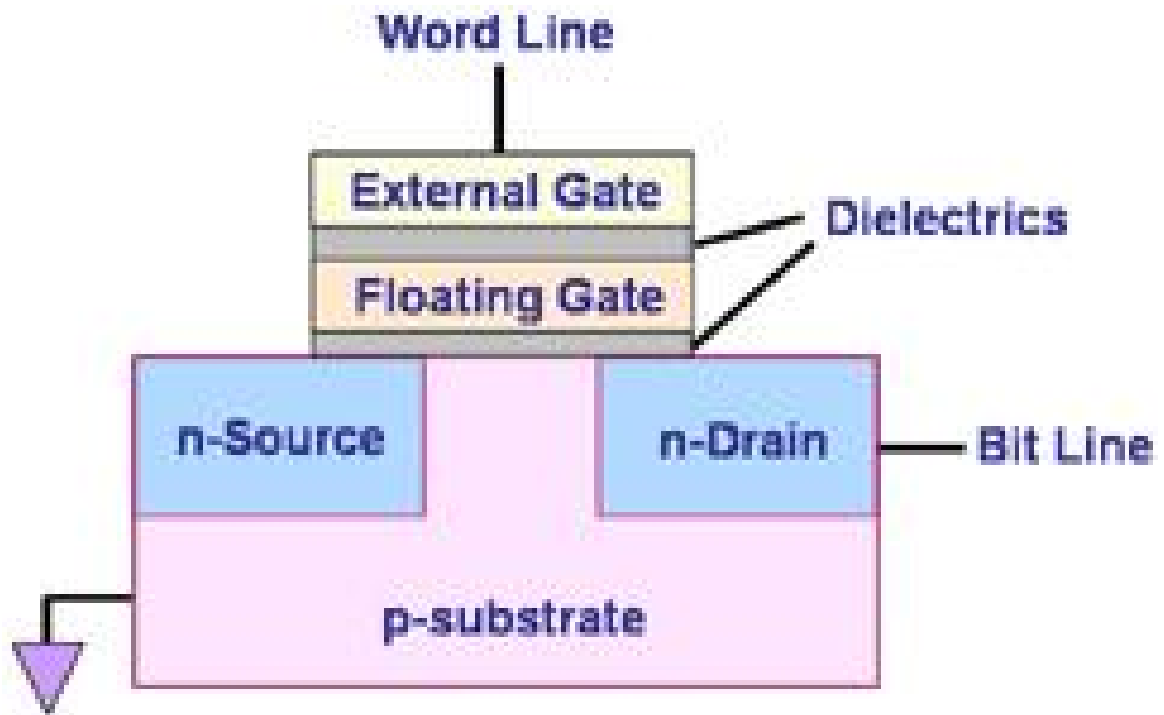 Word Line
External Gate
Dielectrics
Floating Gate
n-Source
n-Drain
Bit Line
p-substrate